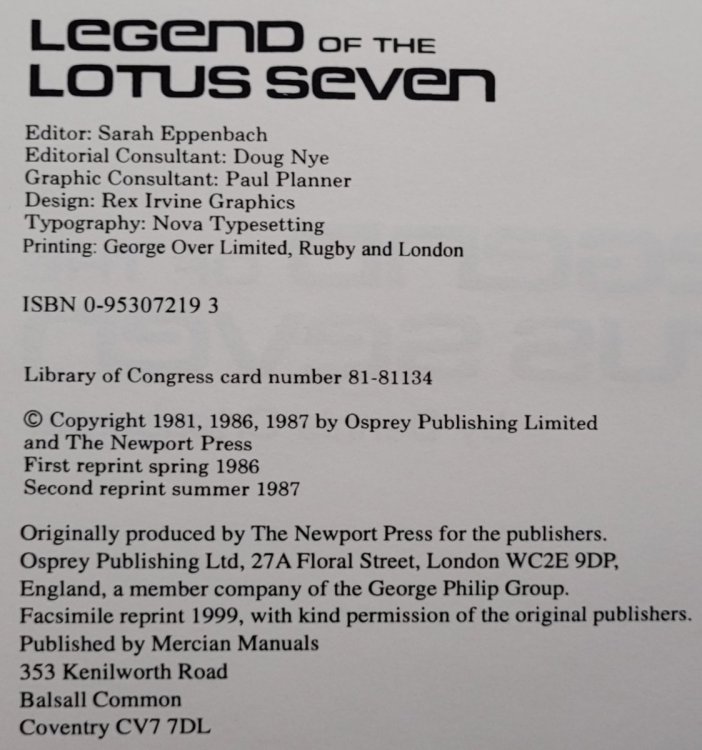 LEGEND OF THE
LOTUS SEVEN
Editor: Sarah Eppenbach
Editorial Consultant: Doug Nye
Graphic Consultant: Paul Planner
Design: Rex Irvine Graphics
Typography: Nova Typesetting
Printing: George Over Limited, Rugby and London
ISBN 0-95307219 3
Library of Congress card number 81-81134
© Copyright 1981, 1986, 1987 by Osprey Publishing Limited
and The Newport Press
First reprint spring 1986
Second reprint summer 1987
Originally produced by The Newport Press for the publishers.
Osprey Publishing Ltd, 27A Floral Street, London WC2E 9DP,
England, a member company of the George Philip Group.
Facsimile reprint 1999, with kind permission of the original publishers.
Published by Mercian Manuals
353 Kenilworth Road
Balsall Common
Coventry CV7 7DL